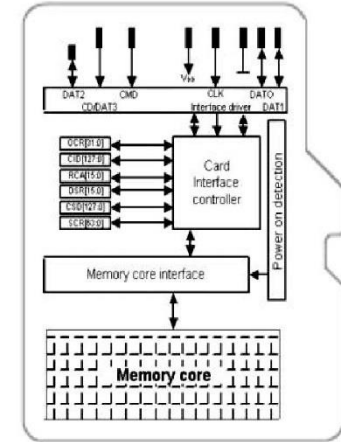 VDD
DAT2 CMD CLK DAT0
CD/DAT3 Interface driver DAT1
OCR[31:0]
CID[127:0]
RCA[15:0]
DSR[15:0]
CSD[127:0]
SCR[63:0]
Card
Interface
controller
Power on detection
Memory core interface
Memory core